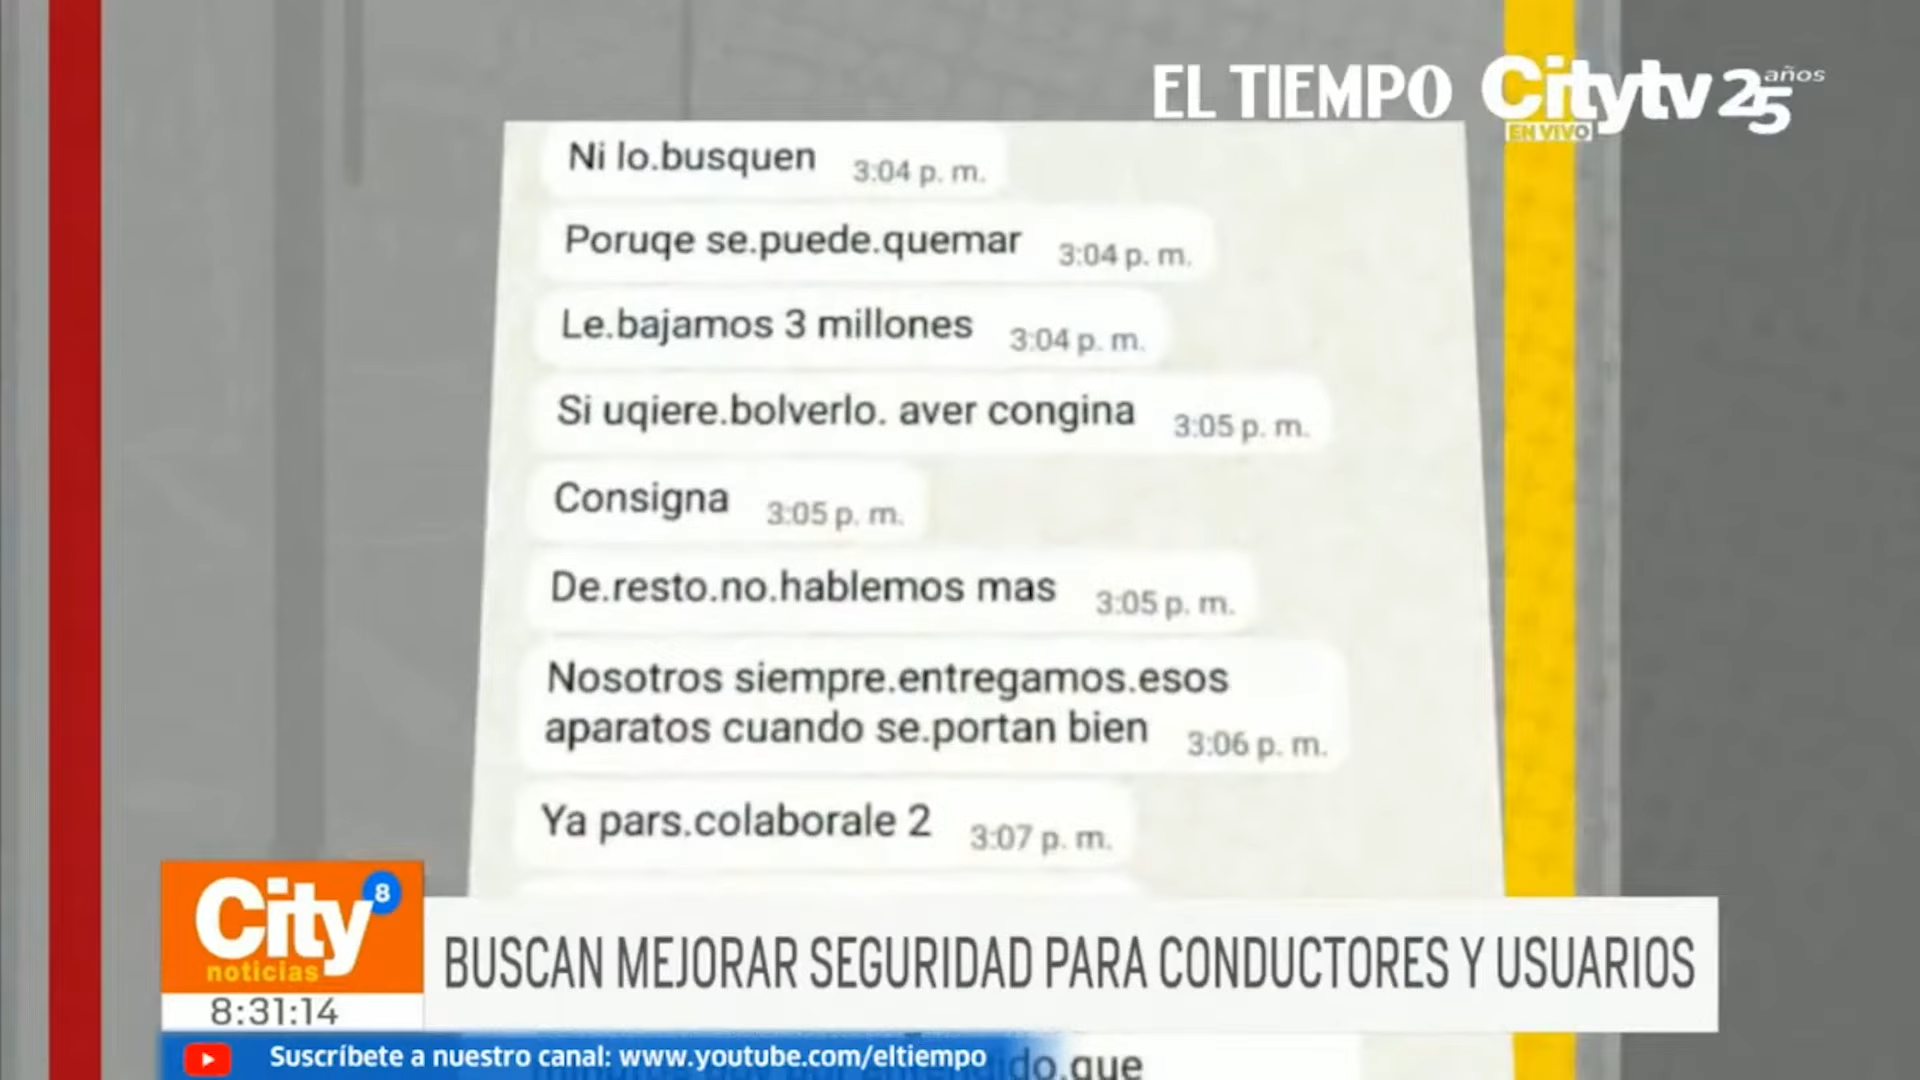 EL TIEMPO Citytv 25 años
EN VIVO
Ni lo.busquen 3:04 p. m.
Poruqe se.puede.quemar 3:04 p. m.
Le.bajamos 3 millones 3:04 p. m.
Si uqiere.bolverlo. aver congina 3:05 p. m.
Consigna 3:05 p. m.
De.resto.no.hablemos mas 3:05 p. m.
Nosotros siempre.entregamos.esos
aparatos cuando se.portan bien 3:06 p. m.
Ya pars.colaborale 2 3:07 p. m.
City 8
noticias
8:31:14
BUSCAN MEJORAR SEGURIDAD PARA CONDUCTORES Y USUARIOS
Suscríbete a nuestro canal: www.youtube.com/eltiempo
do.que